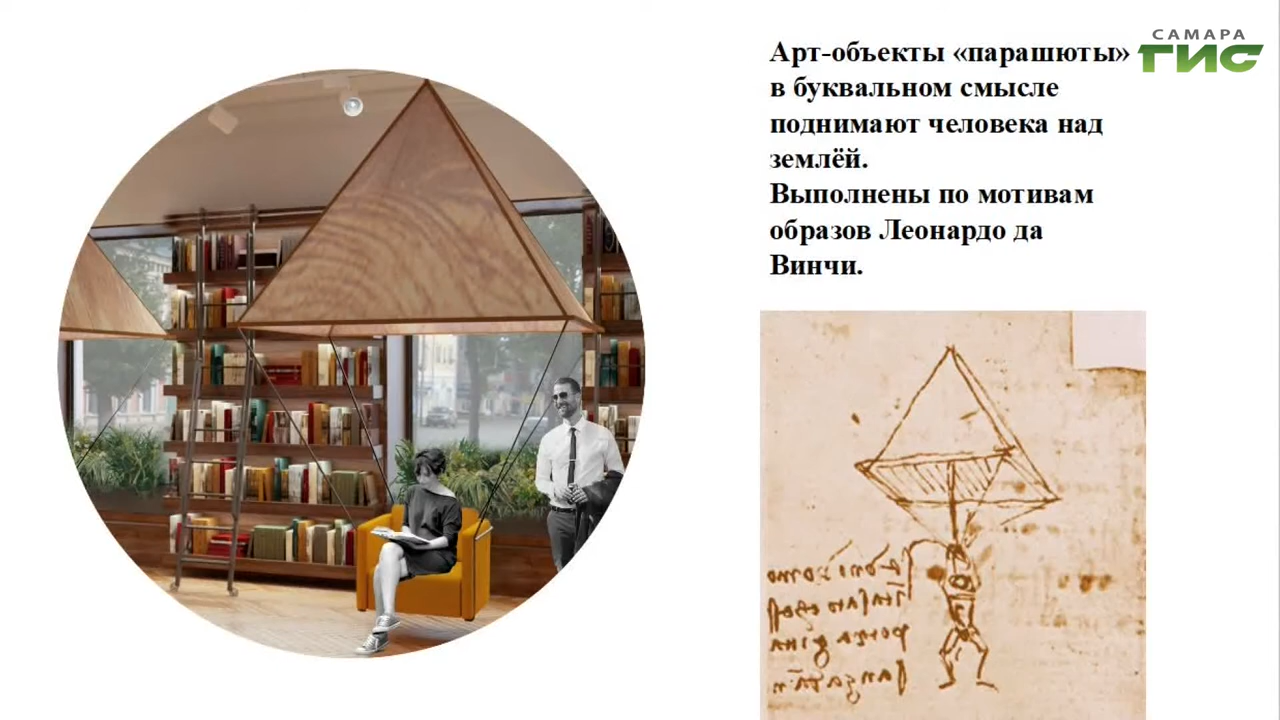 САМАРА
ГИС
Арт-объекты «парашюты»
в буквальном смысле
поднимают человека над
землёй.
Выполнены по мотивам
образов Леонардо да
Винчи.